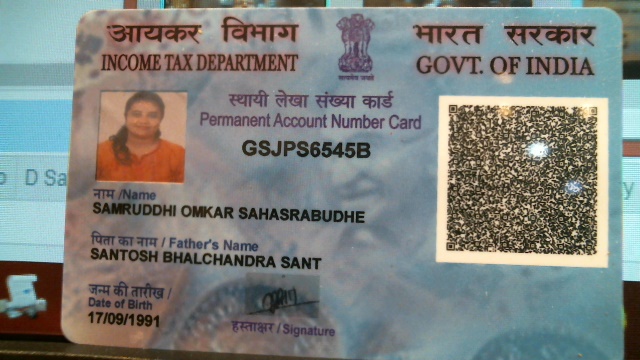 आयकर विभाग
INCOME TAX DEPARTMENT
भारत सरकार
GOVT. OF INDIA
स्थायी लेखा संख्या कार्ड
Permanent Account Number Card
GSJPS6545B
नाम /Name
SAMRUDDHI OMKAR SAHASRABUDHE
पिता का नाम / Father's Name
SANTOSH BHALCHANDRA SANT
जन्म की तारीख /
Date of Birth
17/09/1991
हस्ताक्षर / Signature
D Sa